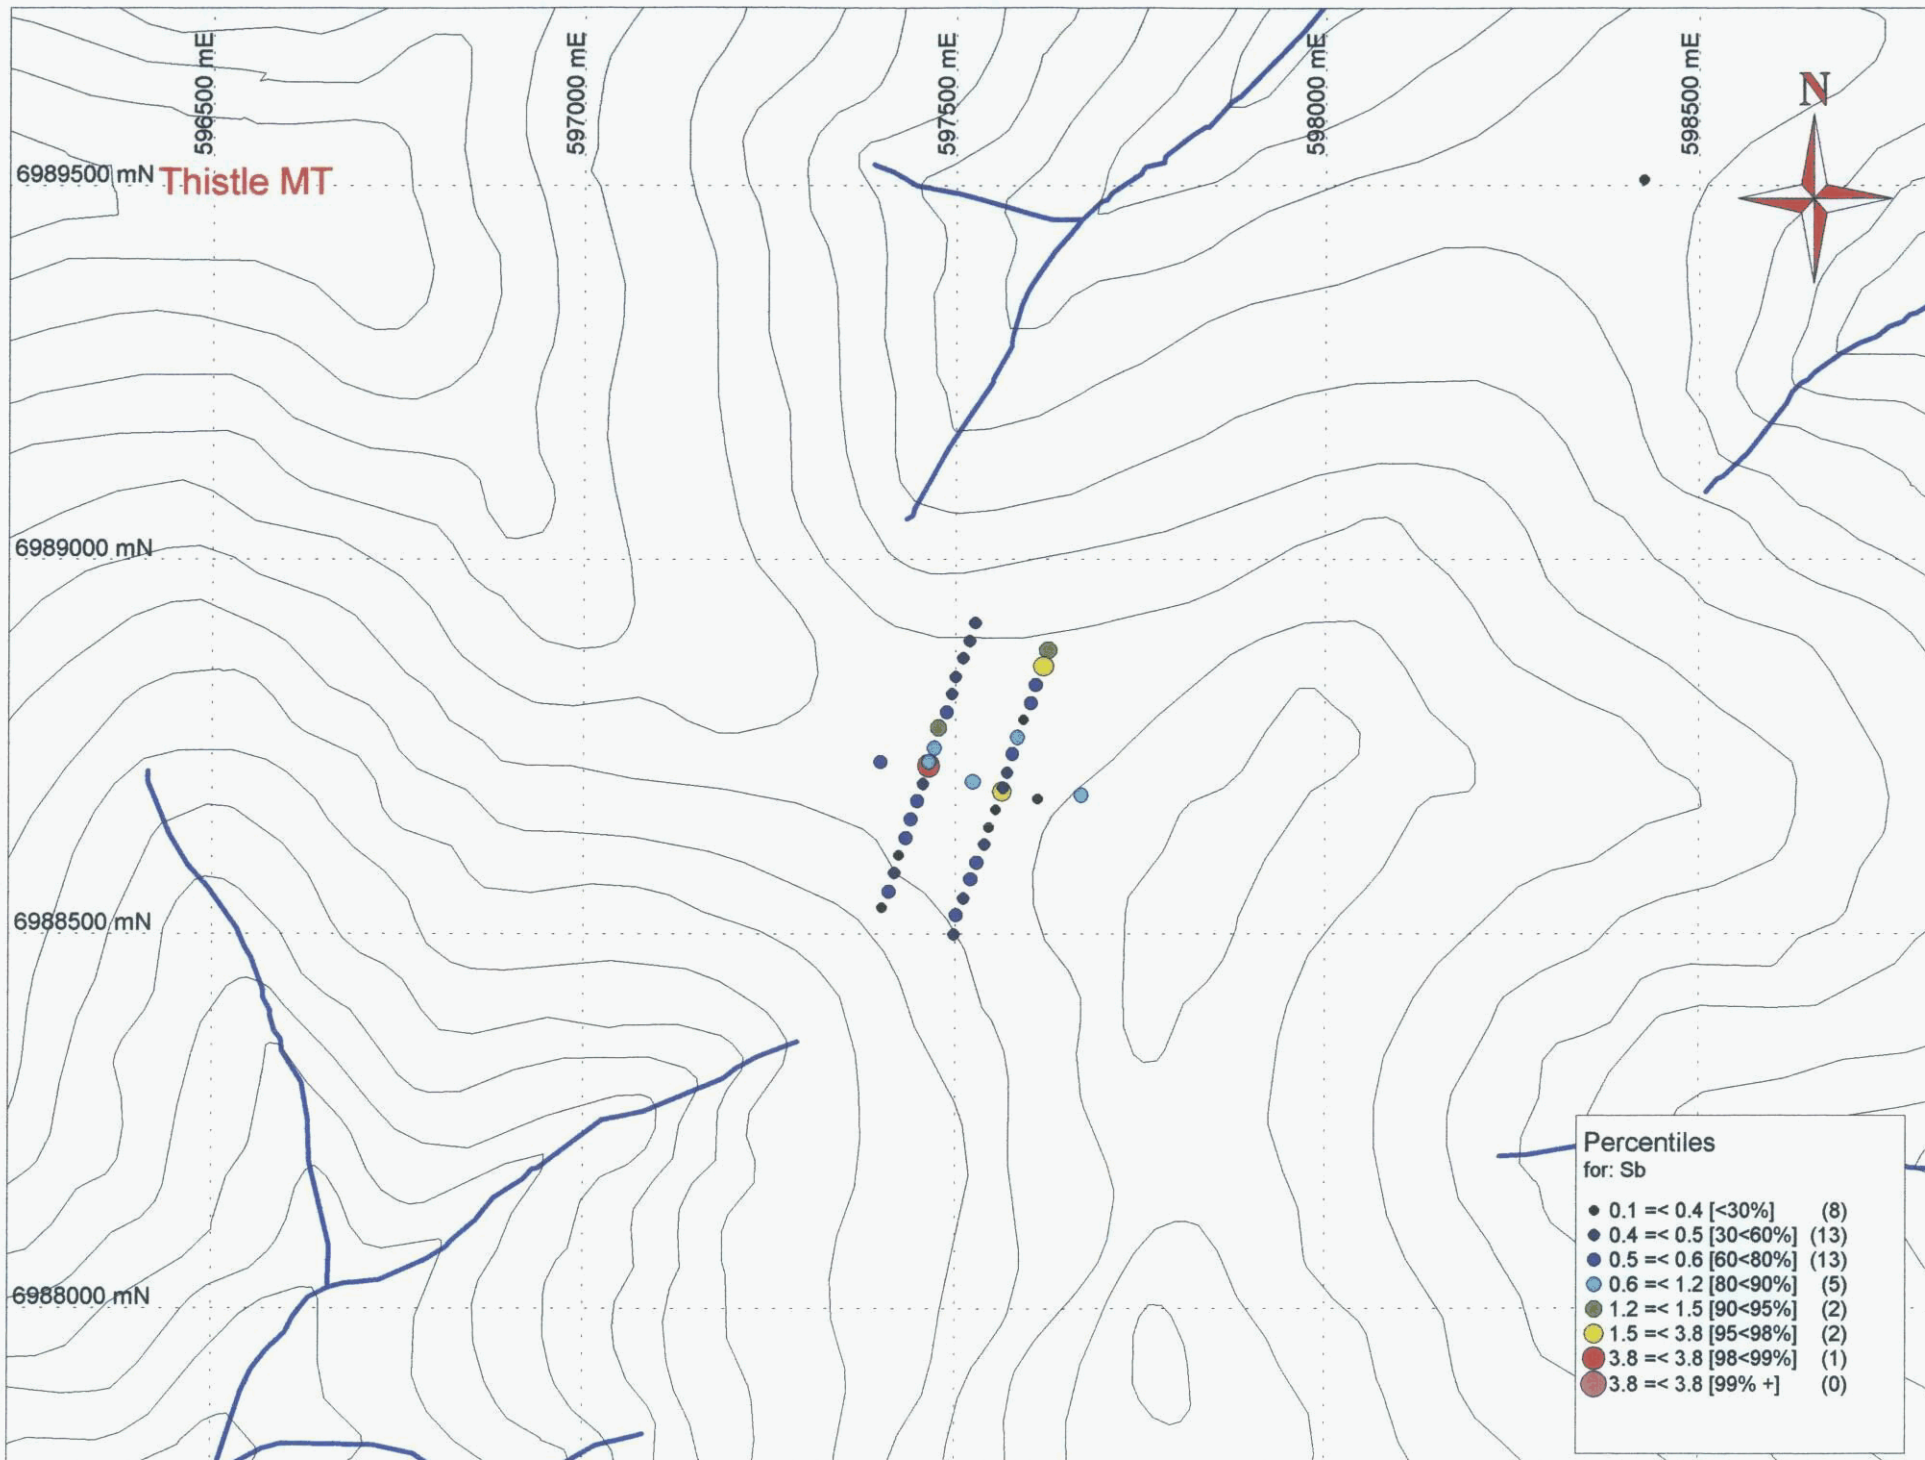 596500 mE
597000 mE
597500 mE
598000 mE
598500 mE
N
6989500 mN
Thistle MT
6989000 mN
6988500 mN
6988000 mN
Percentiles
for: Sb
0.1 =< 0.4 [<30%] (8)
0.4 =< 0.5 [30<60%] (13)
0.5 =< 0.6 [60<80%] (13)
0.6 =< 1.2 [80<90%] (5)
1.2 =< 1.5 [90<95%] (2)
1.5 =< 3.8 [95<98%] (2)
3.8 =< 3.8 [98<99%] (1)
3.8 =< 3.8 [99% +] (0)